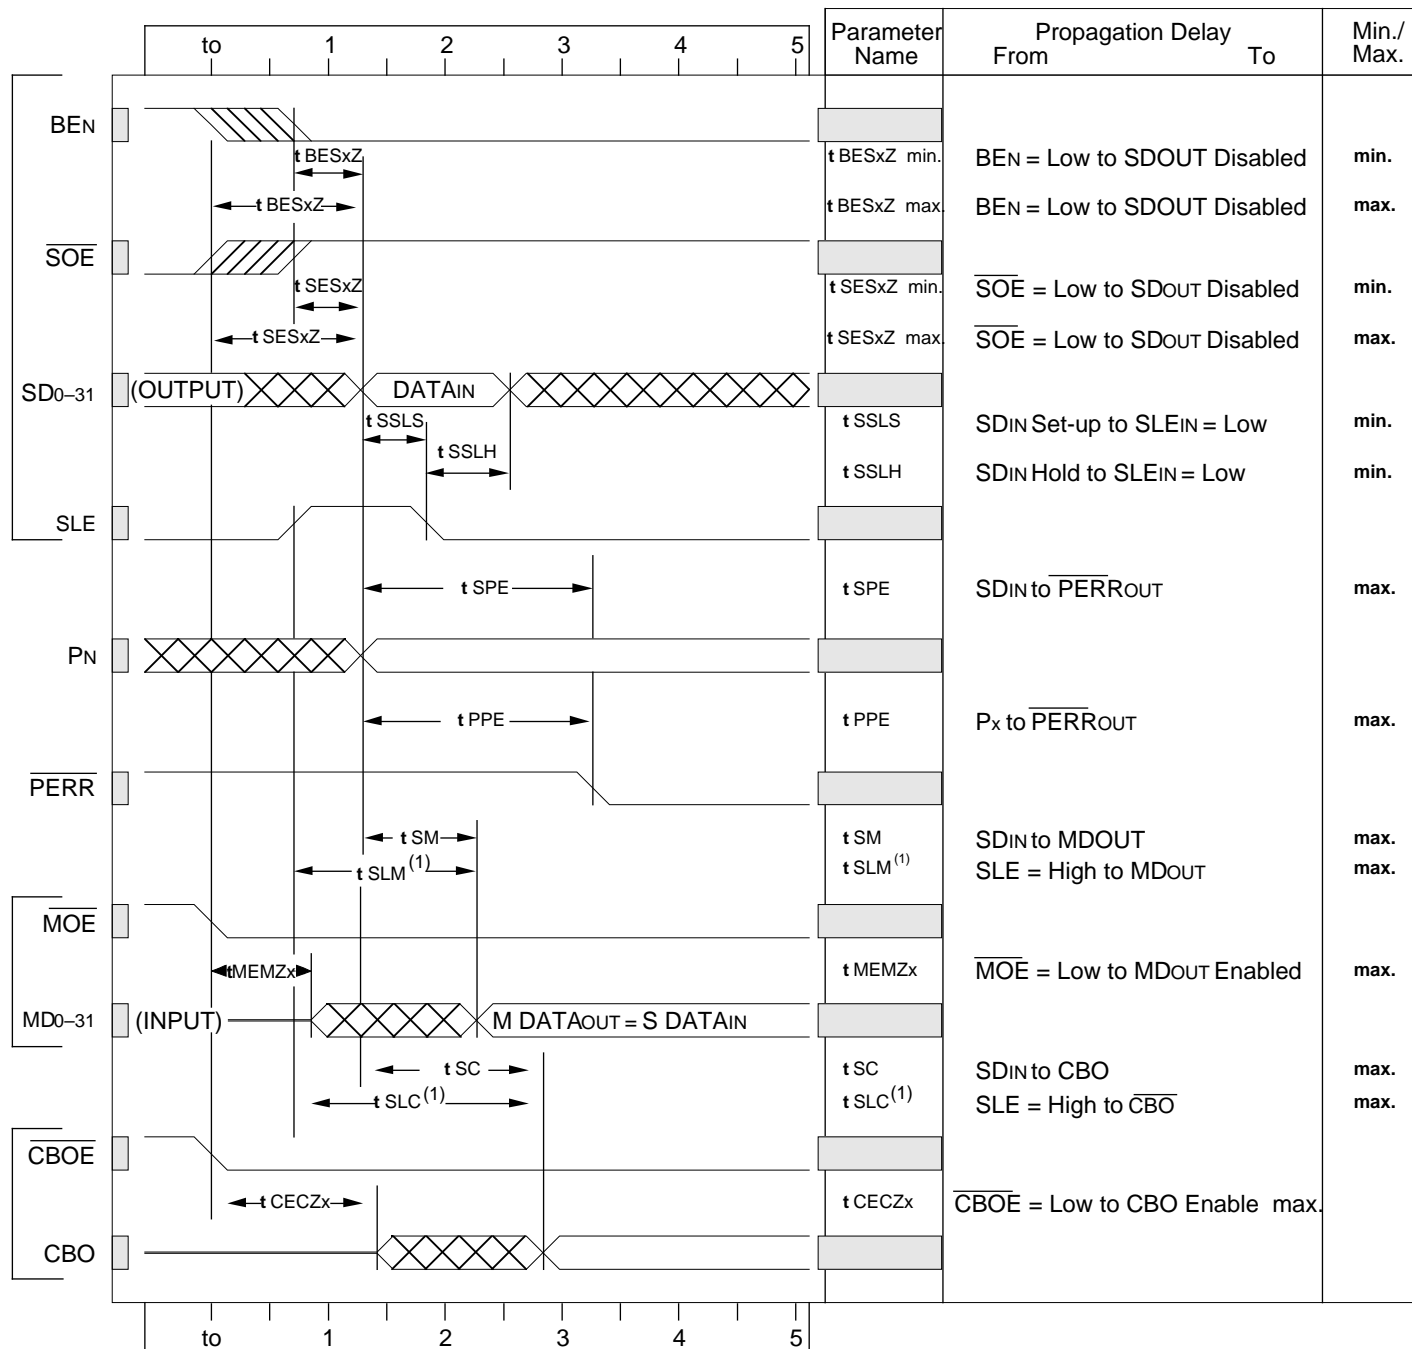 to 1 2 3 4 5
Parameter Name
Propagation Delay
From To
Min./ Max.
BEN
t BESxZ
t BESxZ min. BEN = Low to SDOUT Disabled min.
t BESxZ
t BESxZ max. BEN = Low to SDOUT Disabled max.
SOE
t SESxZ
t SESxZ min. SOE = Low to SDOUT Disabled min.
t SESxZ
t SESxZ max. SOE = Low to SDOUT Disabled max.
SD0–31 (OUTPUT) DATAIN
t SSLS
t SSLS SDIN Set-up to SLEIN = Low min.
t SSLH
t SSLH SDIN Hold to SLEIN = Low min.
SLE
t SPE
t SPE SDIN to PERROUT max.
PN
t PPE
t PPE Px to PERROUT max.
PERR
t SM
t SM SDIN to MDOUT max.
t SLM(1)
t SLM(1) SLE = High to MDOUT max.
MOE
tMEMZx
t MEMZx MOE = Low to MDOUT Enabled max.
MD0–31 (INPUT) M DATAOUT = S DATAIN
t SC
t SC SDIN to CBO max.
t SLC(1)
t SLC(1) SLE = High to CBO max.
CBOE
t CECZx
t CECZx CBOE = Low to CBO Enable max.
CBO
to 1 2 3 4 5